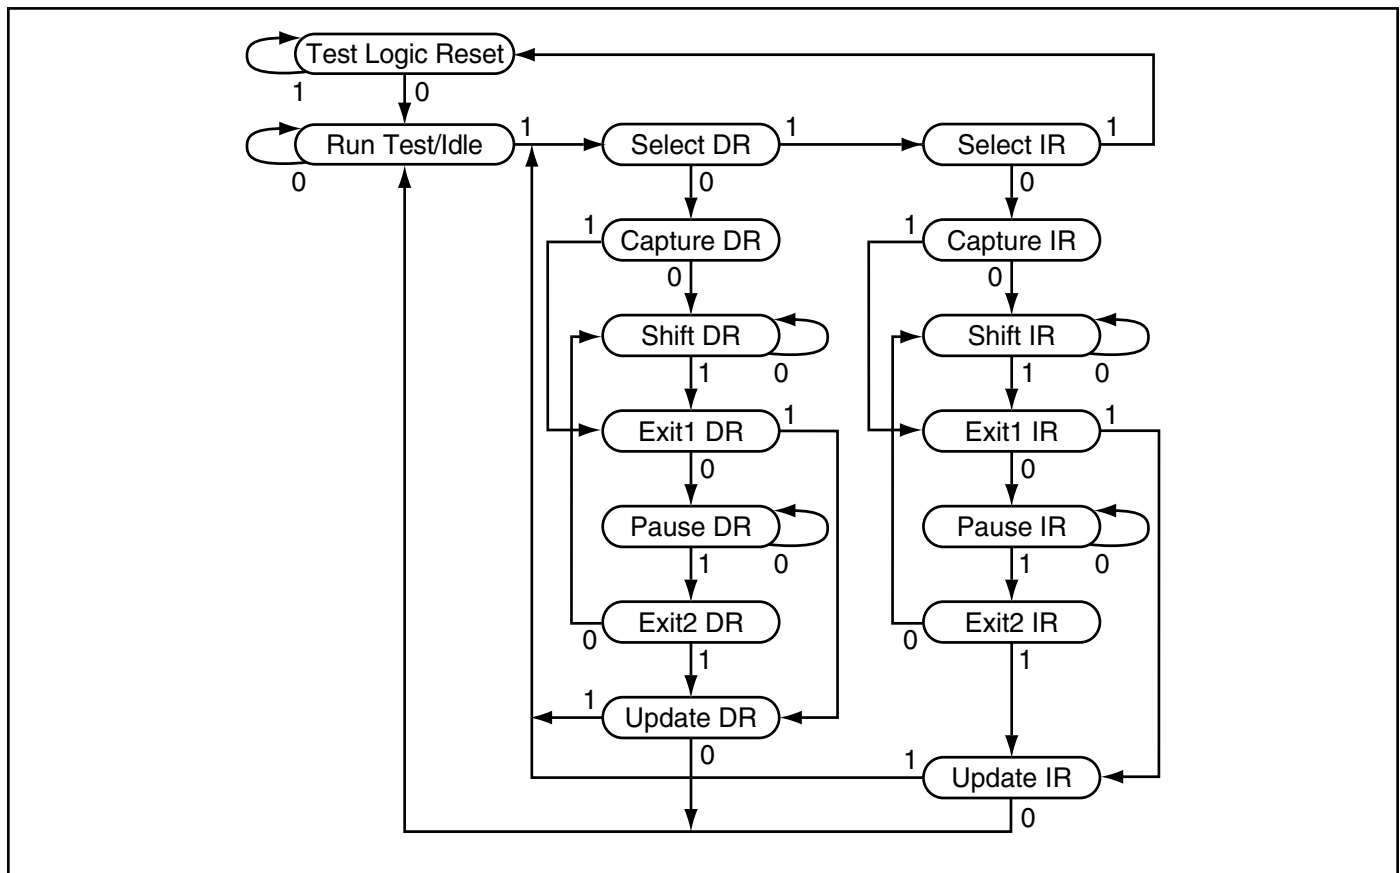 Test Logic Reset
1 0
1 1 1
Run Test/Idle Select DR Select IR
0 0 0
1 1
Capture DR Capture IR
0 0
Shift DR Shift IR
1 0 1 0
1 1
Exit1 DR Exit1 IR
0 0
Pause DR Pause IR
1 0 1 0
Exit2 DR Exit2 IR
0 0
1 1
1
Update DR
0 1
Update IR
0